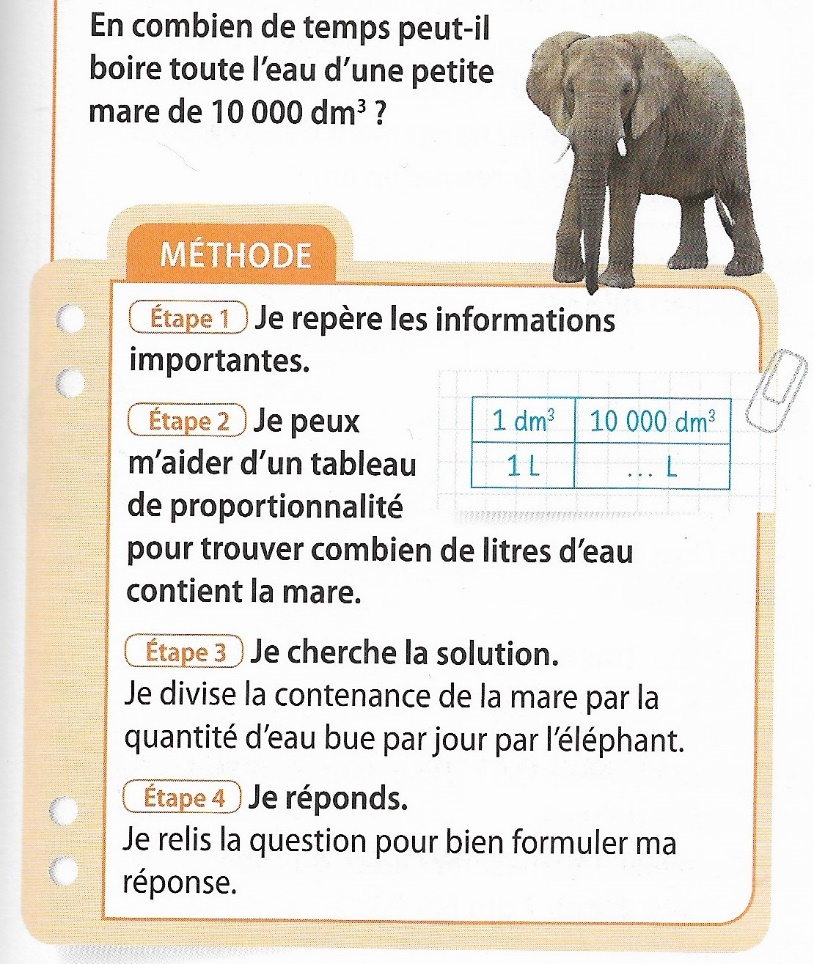 En combien de temps peut-il
boire toute l'eau d'une petite
mare de 10 000 dm³ ?
MÉTHODE
Étape 1 Je repère les informations
importantes.
Étape 2 Je peux
m'aider d'un tableau
de proportionnalité
pour trouver combien de litres d'eau
contient la mare.
1 dm³ 10 000 dm³
1 L ... L
Étape 3 Je cherche la solution.
Je divise la contenance de la mare par la
quantité d'eau bue par jour par l'éléphant.
Étape 4 Je réponds.
Je relis la question pour bien formuler ma
réponse.